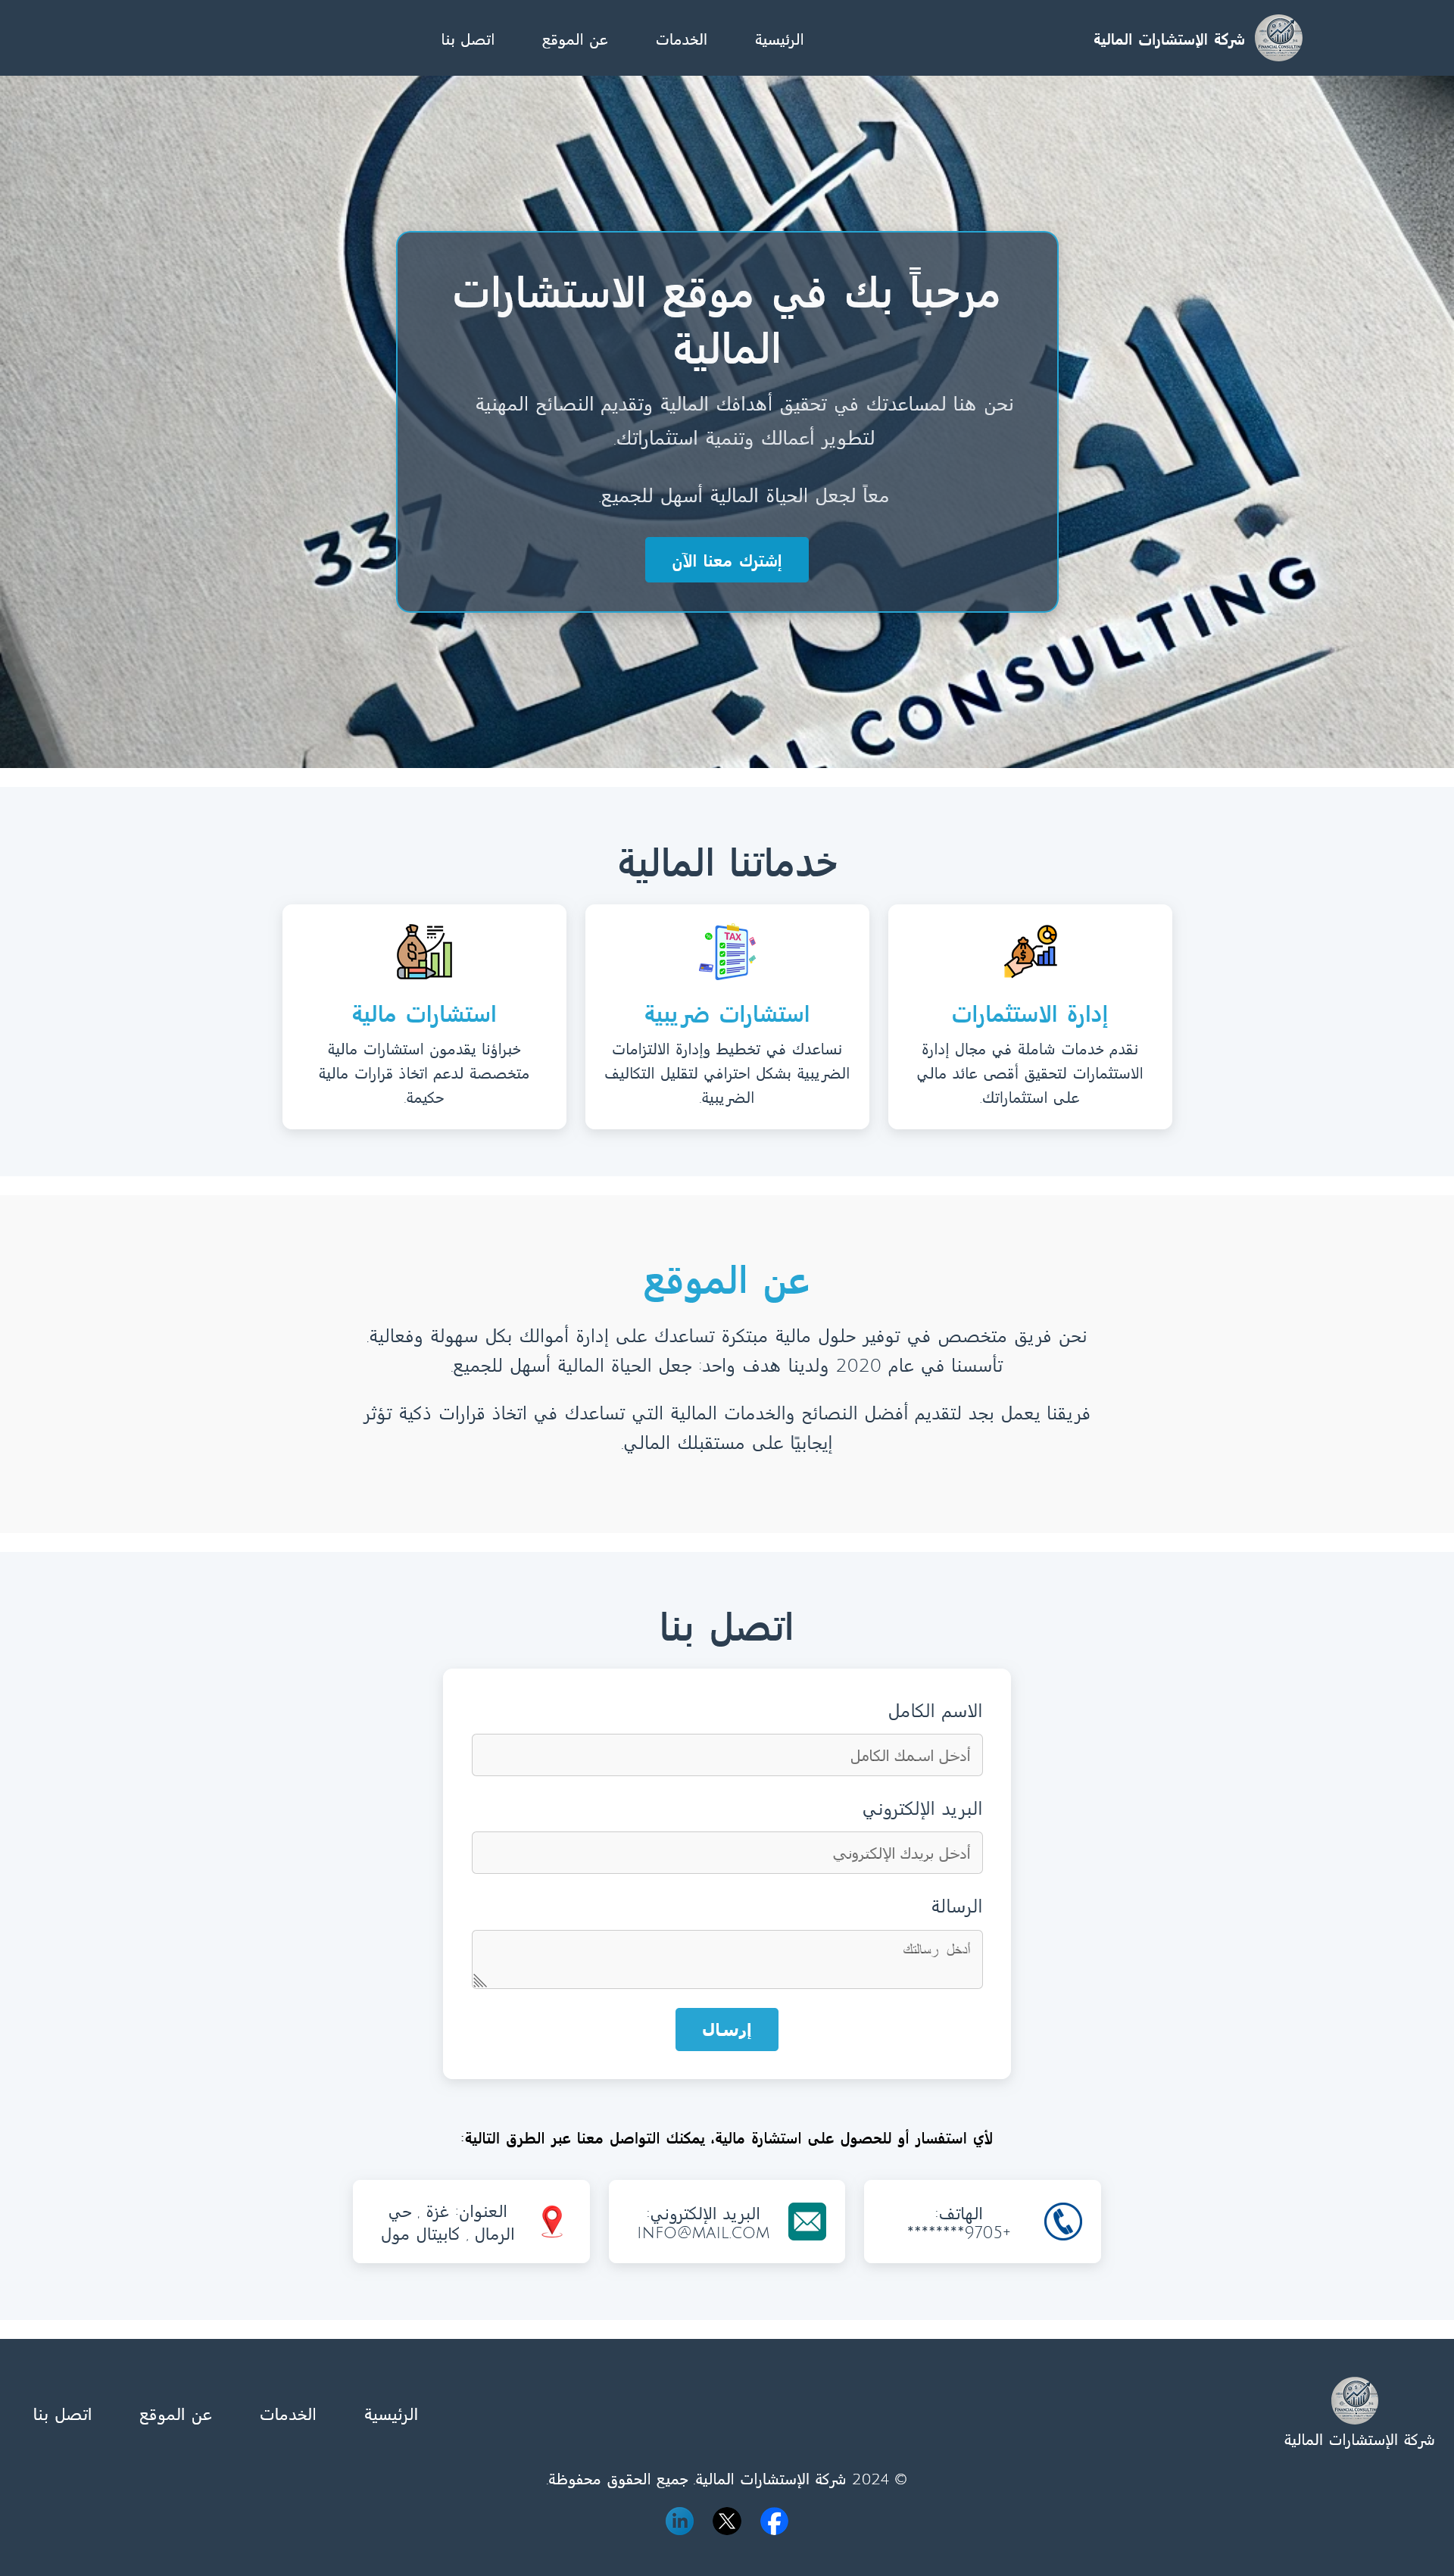 شركة الإستشارات المالية
الرئيسية
الخدمات
عن الموقع
اتصل بنا
مرحباً بك في موقع الاستشارات
المالية
نحن هنا لمساعدتك في تحقيق أهدافك المالية وتقديم النصائح المهنية
لتطوير أعمالك وتنمية استثماراتك.
معاً لجعل الحياة المالية أسهل للجميع.
إشترك معنا الآن
337
CONSULTING
خدماتنا المالية
إدارة الاستثمارات
نقدم خدمات شاملة في مجال إدارة
الاستثمارات لتحقيق أقصى عائد مالي
على استثماراتك.
TAX
استشارات ضريبية
نساعدك في تخطيط وإدارة الالتزامات
الضريبية بشكل احترافي لتقليل التكاليف
الضريبية.
استشارات مالية
خبراؤنا يقدمون استشارات مالية
متخصصة لدعم اتخاذ قرارات مالية
حكيمة.
عن الموقع
نحن فريق متخصص في توفير حلول مالية مبتكرة تساعدك على إدارة أموالك بكل سهولة وفعالية.
تأسسنا في عام 2020 ولدينا هدف واحد: جعل الحياة المالية أسهل للجميع.
فريقنا يعمل بجد لتقديم أفضل النصائح والخدمات المالية التي تساعدك في اتخاذ قرارات ذكية تؤثر
إيجابيًا على مستقبلك المالي.
اتصل بنا
الاسم الكامل
أدخل اسمك الكامل
البريد الإلكتروني
أدخل بريدك الإلكتروني
الرسالة
أدخل رسالتك
إرسال
لأي استفسار أو للحصول على استشارة مالية، يمكنك التواصل معنا عبر الطرق التالية:
الهاتف:
+9705********
البريد الإلكتروني:
INFO@MAIL.COM
العنوان: غزة , حي
الرمال , كابيتال مول
شركة الإستشارات المالية
الرئيسية
الخدمات
عن الموقع
اتصل بنا
© 2024 شركة الإستشارات المالية. جميع الحقوق محفوظة.